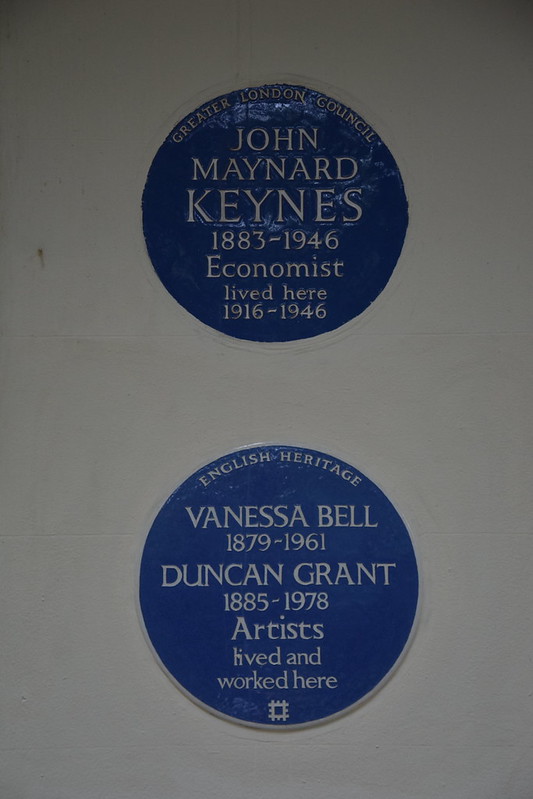 GREATER LONDON COUNCIL
JOHN
MAYNARD
KEYNES
1883-1946
Economist
lived here
1916-1946
ENGLISH HERITAGE
VANESSA BELL
1879-1961
DUNCAN GRANT
1885-1978
Artists
lived and
worked here